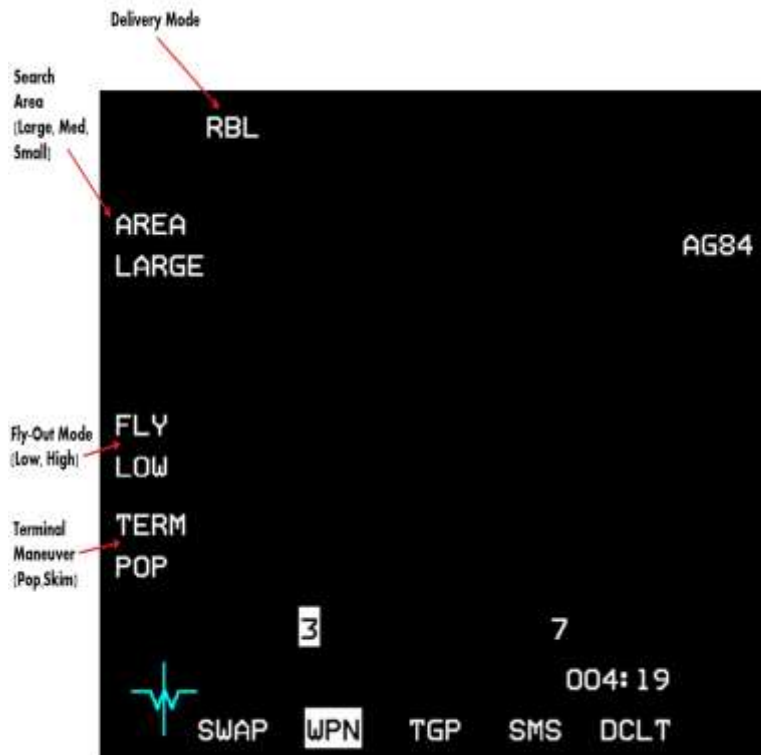 Delivery Mode
Search
Area
(Large, Med,
Small)
RBL
AREA
LARGE
AG84
Fly-Out Mode
(Low, High)
FLY
LOW
Terminal
Maneuver
(Pop,Skim)
TERM
POP
3 7
004:19
SWAP WPN TGP SMS DCLT